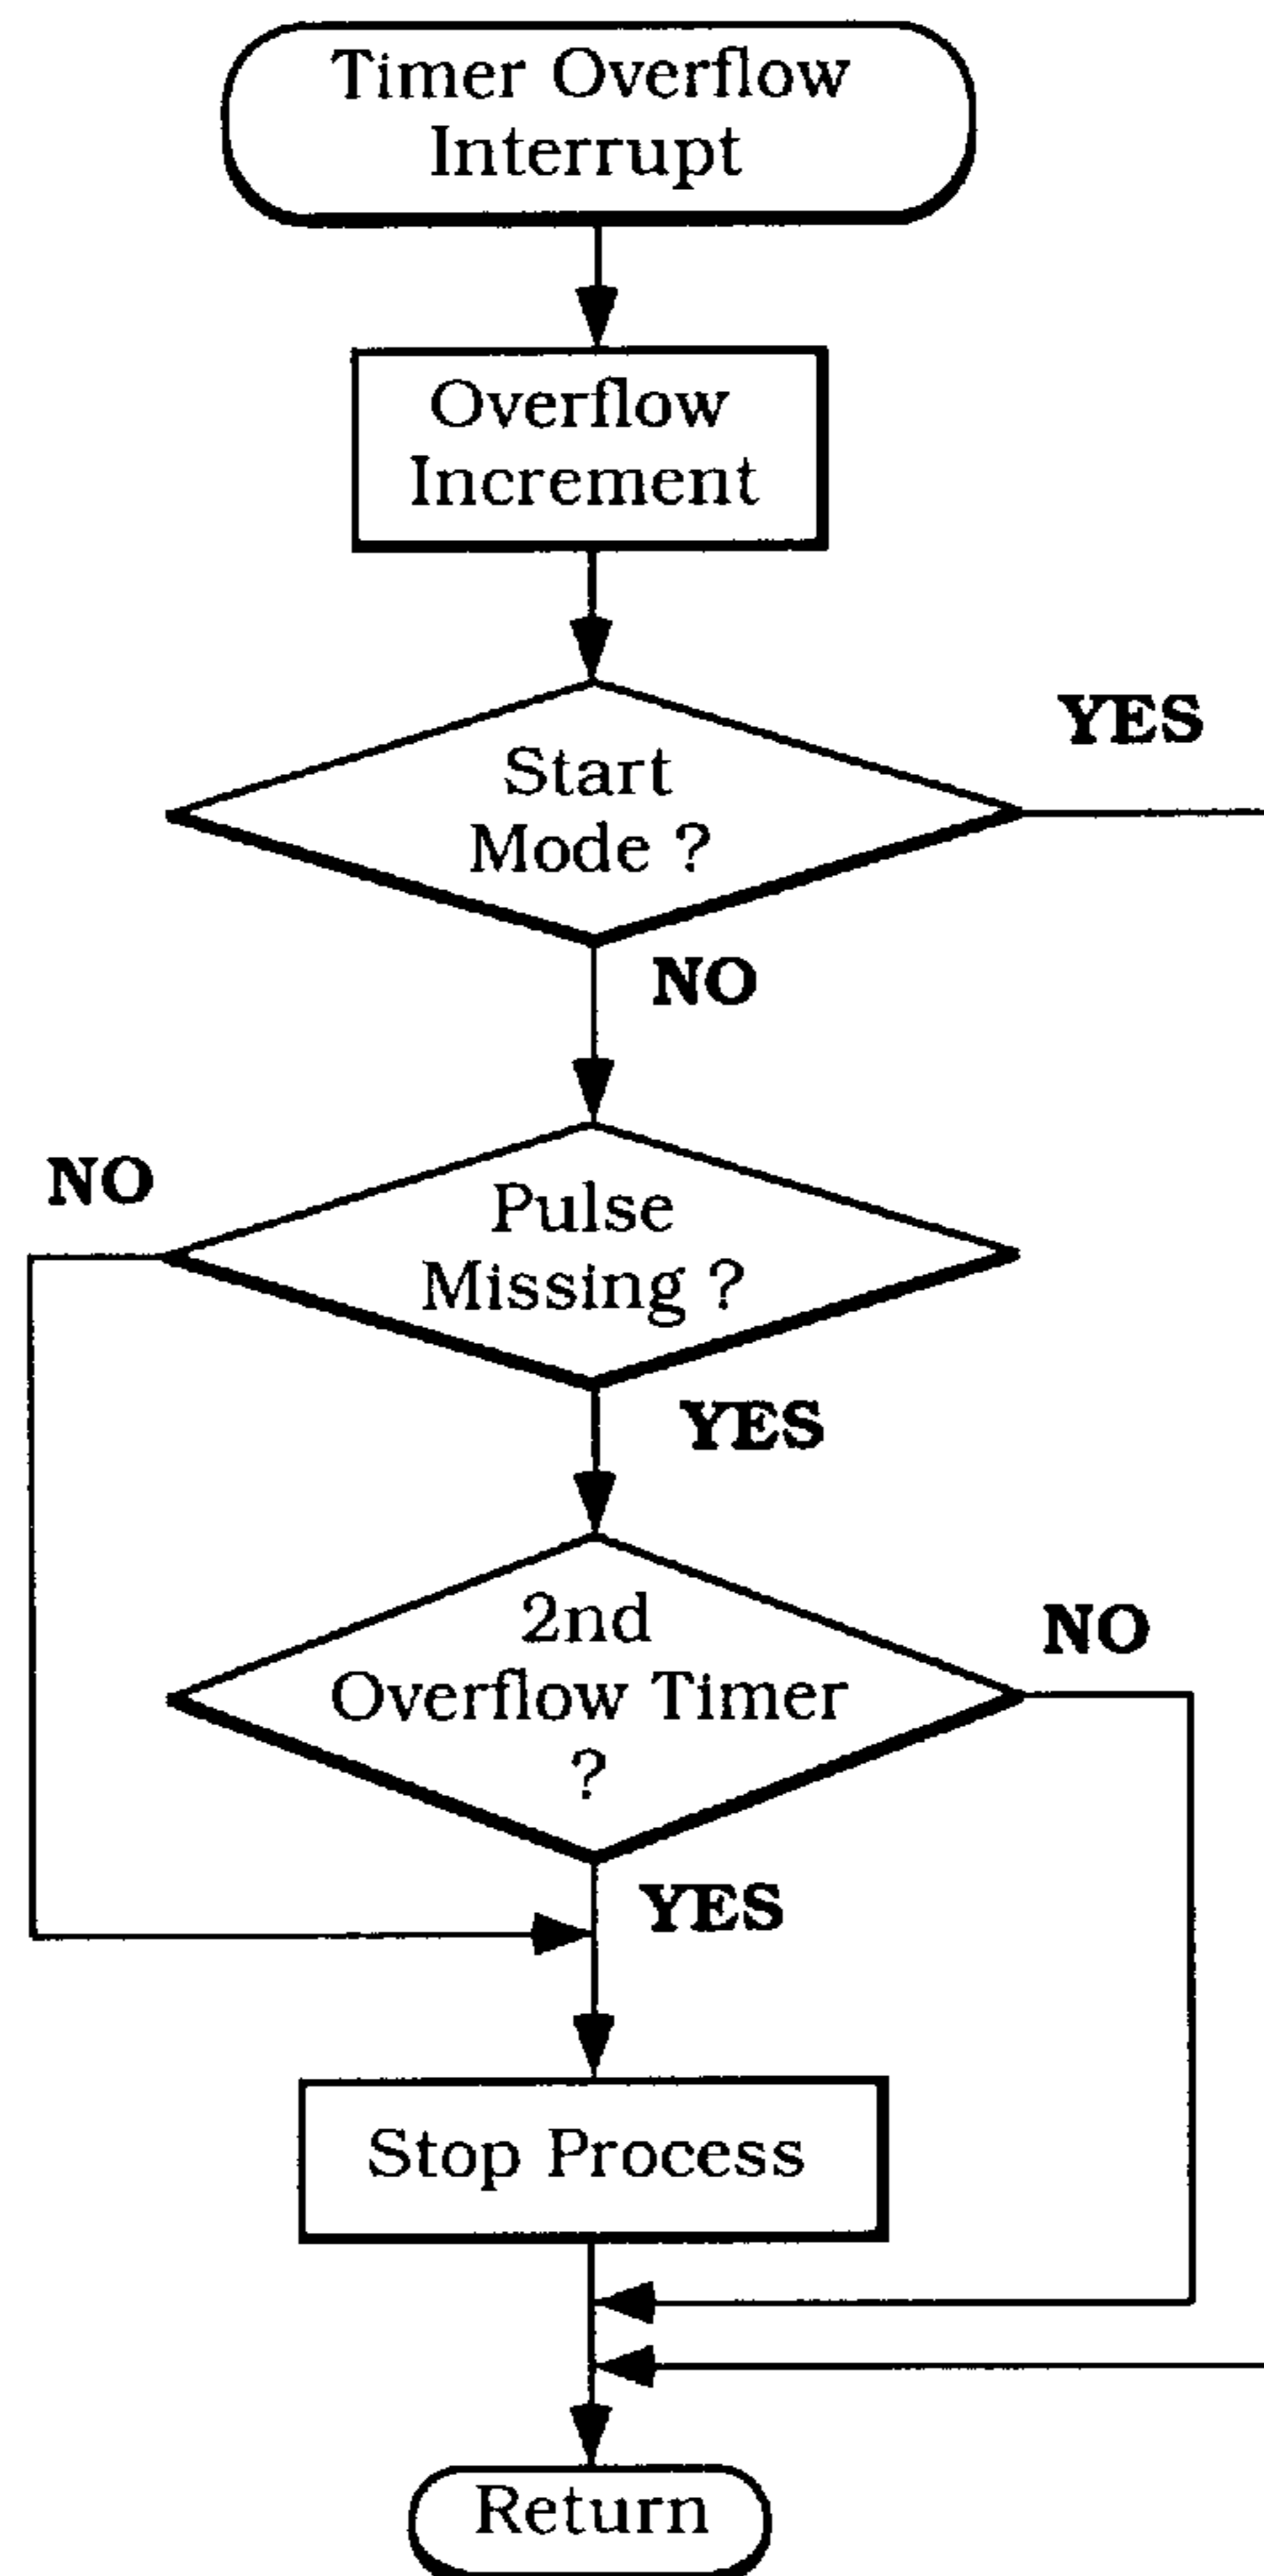 Timer Overflow
Interrupt
Overflow
Increment
Start
Mode ?
YES
NO
Pulse
Missing ?
NO
YES
2nd
Overflow Timer
?
NO
YES
Stop Process
Return